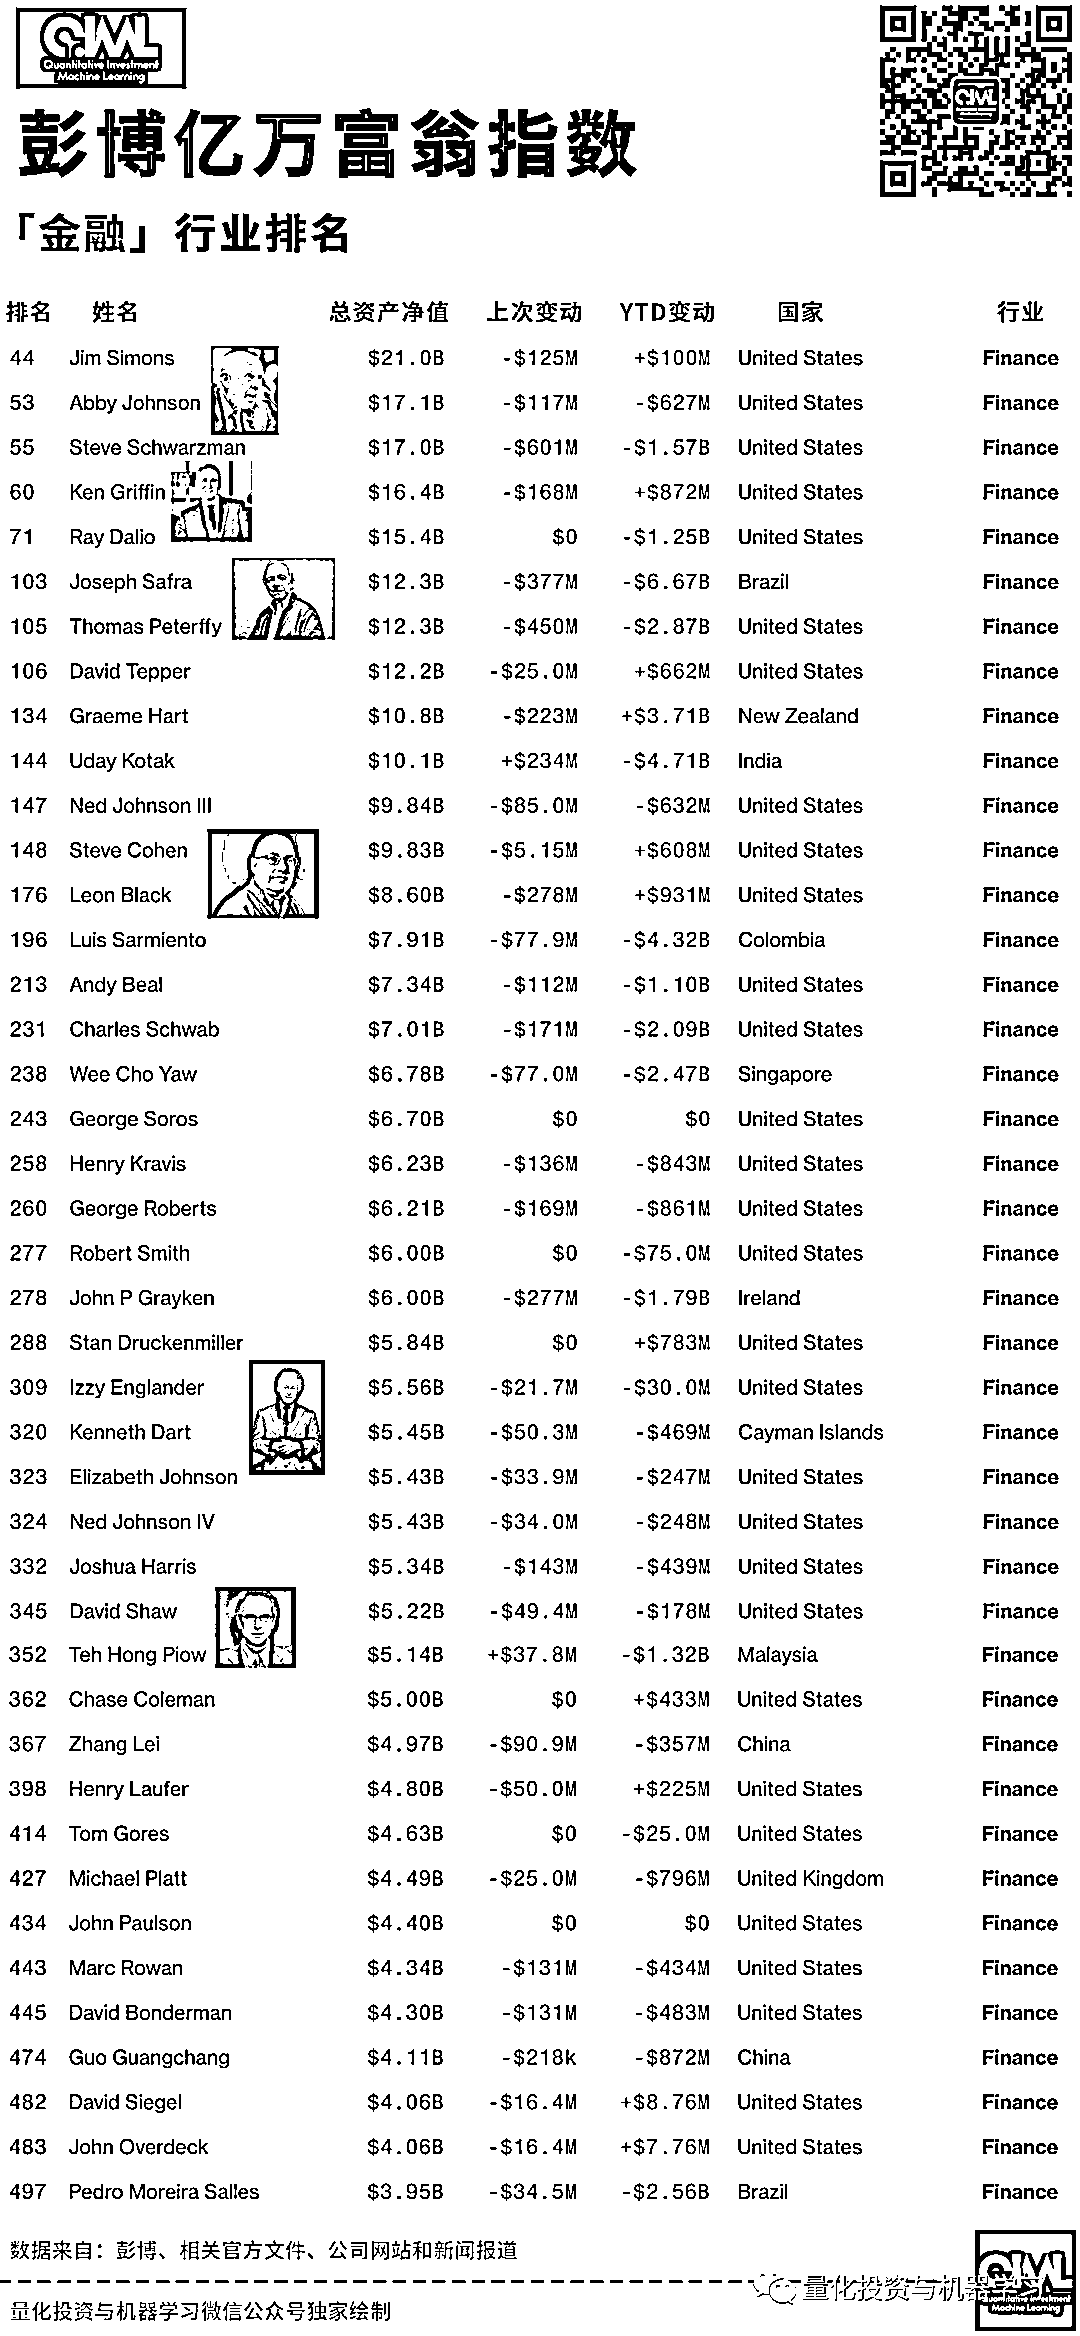 QIML
Quantitative Investment
Machine Learning
彭博亿万富翁指数
「金融」行业排名
排名 姓名 总资产净值 上次变动 YTD变动 国家 行业
44 Jim Simons $21.0B -$125M +$100M United States Finance
53 Abby Johnson $17.1B -$117M -$627M United States Finance
55 Steve Schwarzman $17.0B -$601M -$1.57B United States Finance
60 Ken Griffin $16.4B -$168M +$872M United States Finance
71 Ray Dalio $15.4B $0 -$1.25B United States Finance
103 Joseph Safra $12.3B -$377M -$6.67B Brazil Finance
105 Thomas Peterffy $12.3B -$450M -$2.87B United States Finance
106 David Tepper $12.2B -$25.0M +$662M United States Finance
134 Graeme Hart $10.8B -$223M +$3.71B New Zealand Finance
144 Uday Kotak $10.1B +$234M -$4.71B India Finance
147 Ned Johnson III $9.84B -$85.0M -$632M United States Finance
148 Steve Cohen $9.83B -$5.15M +$608M United States Finance
176 Leon Black $8.60B -$278M +$931M United States Finance
196 Luis Sarmiento $7.91B -$77.9M -$4.32B Colombia Finance
213 Andy Beal $7.34B -$112M -$1.10B United States Finance
231 Charles Schwab $7.01B -$171M -$2.09B United States Finance
238 Wee Cho Yaw $6.78B -$77.0M -$2.47B Singapore Finance
243 George Soros $6.70B $0 $0 United States Finance
258 Henry Kravis $6.23B -$136M -$843M United States Finance
260 George Roberts $6.21B -$169M -$861M United States Finance
277 Robert Smith $6.00B $0 -$75.0M United States Finance
278 John P Grayken $6.00B -$277M -$1.79B Ireland Finance
288 Stan Druckenmiller $5.84B $0 +$783M United States Finance
309 Izzy Englander $5.56B -$21.7M -$30.0M United States Finance
320 Kenneth Dart $5.45B -$50.3M -$469M Cayman Islands Finance
323 Elizabeth Johnson $5.43B -$33.9M -$247M United States Finance
324 Ned Johnson IV $5.43B -$34.0M -$248M United States Finance
332 Joshua Harris $5.34B -$143M -$439M United States Finance
345 David Shaw $5.22B -$49.4M -$178M United States Finance
352 Teh Hong Piow $5.14B +$37.8M -$1.32B Malaysia Finance
362 Chase Coleman $5.00B $0 +$433M United States Finance
367 Zhang Lei $4.97B -$90.9M -$357M China Finance
398 Henry Laufer $4.80B -$50.0M +$225M United States Finance
414 Tom Gores $4.63B $0 -$25.0M United States Finance
427 Michael Platt $4.49B -$25.0M -$796M United Kingdom Finance
434 John Paulson $4.40B $0 $0 United States Finance
443 Marc Rowan $4.34B -$131M -$434M United States Finance
445 David Bonderman $4.30B -$131M -$483M United States Finance
474 Guo Guangchang $4.11B -$218k -$872M China Finance
482 David Siegel $4.06B -$16.4M +$8.76M United States Finance
483 John Overdeck $4.06B -$16.4M +$7.76M United States Finance
497 Pedro Moreira Salles $3.95B -$34.5M -$2.56B Brazil Finance
数据来自：彭博、相关官方文件、公司网站和新闻报道
量化投资与机器学习
QIML
Quantitative Investment
Machine Learning
量化投资与机器学习微信公众号独家绘制